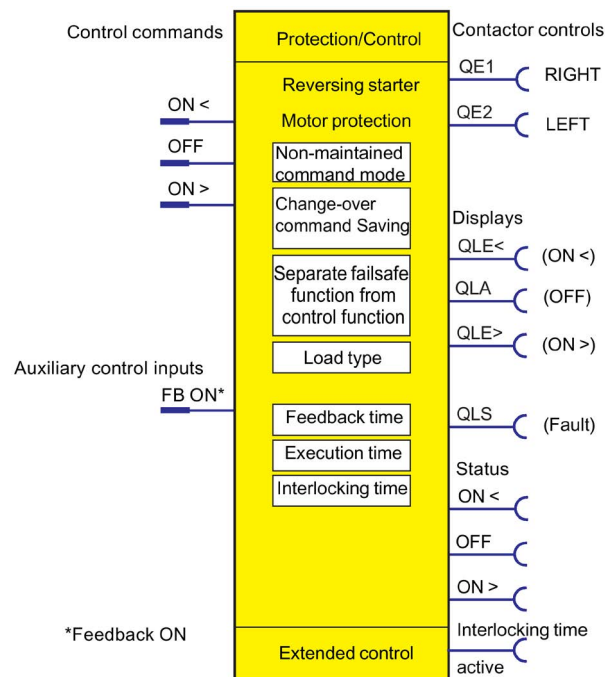 Control commands
Protection/Control
Contactor controls
Reversing starter
QE1
RIGHT
ON <
Motor protection
QE2
LEFT
OFF
Non-maintained
command mode
ON >
Change-over
command Saving
Displays
QLE<
(ON <)
Separate failsafe
function from
control function
QLA
(OFF)
QLE>
(ON >)
Load type
Auxiliary control inputs
FB ON*
Feedback time
QLS
(Fault)
Execution time
Status
Interlocking time
ON <
OFF
ON >
*Feedback ON
Extended control
Interlocking time
active